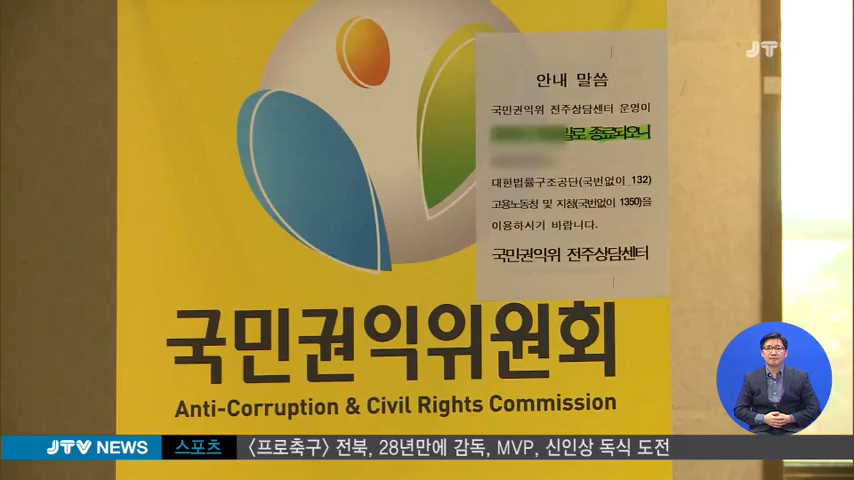 JTV
안내 말씀
국민권익위 전주상담센터 운영이
로 종료되오니
대한법률구조공단(국번없이 132)
고용노동청 및 지청(국번없이 1350)을
이용하시기 바랍니다.
국민권익위 전주상담센터
국민권익위원회
Anti-Corruption & Civil Rights Commission
JTV NEWS 스포츠 〈프로축구〉 전북, 28년만에 감독, MVP, 신인상 독식 도전